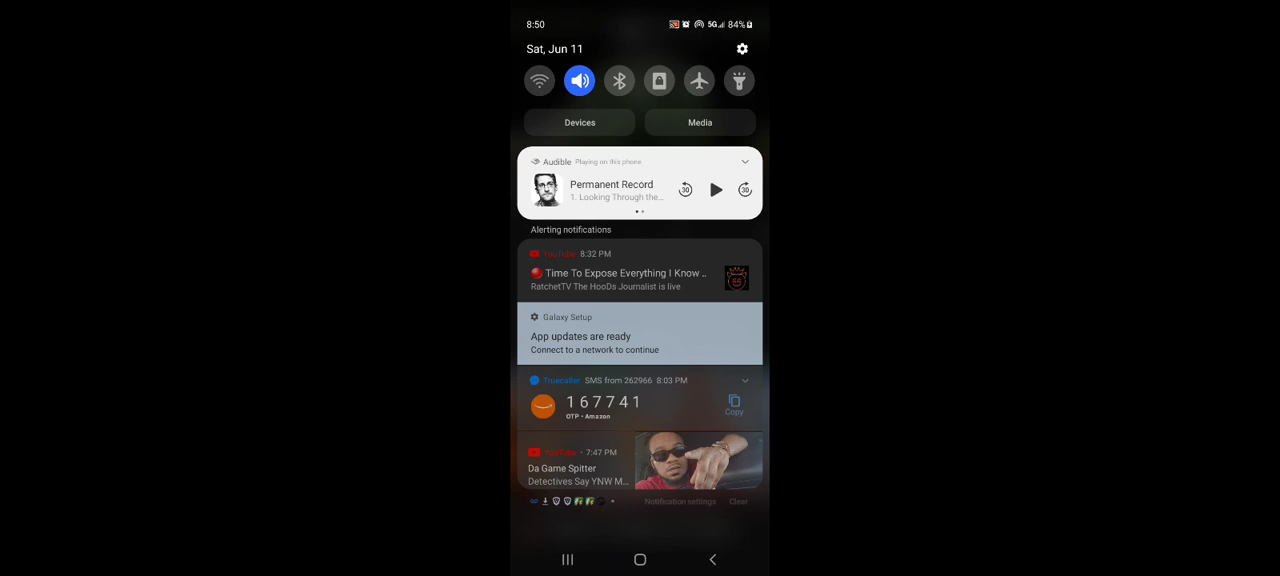 8:50
5G 84%
Sat, Jun 11
Devices
Media
Audible Playing on this phone
Permanent Record
1. Looking Through the...
30
30
Alerting notifications
YouTube 8:32 PM
Time To Expose Everything I Know ..
RatchetTV The HooDs Journalist is live
Galaxy Setup
App updates are ready
Connect to a network to continue
Truecaller SMS from 262966 8:03 PM
167741
OTP • Amazon
Copy
YouTube • 7:47 PM
Da Game Spitter
Detectives Say YNW M...
Notification settings
Clear